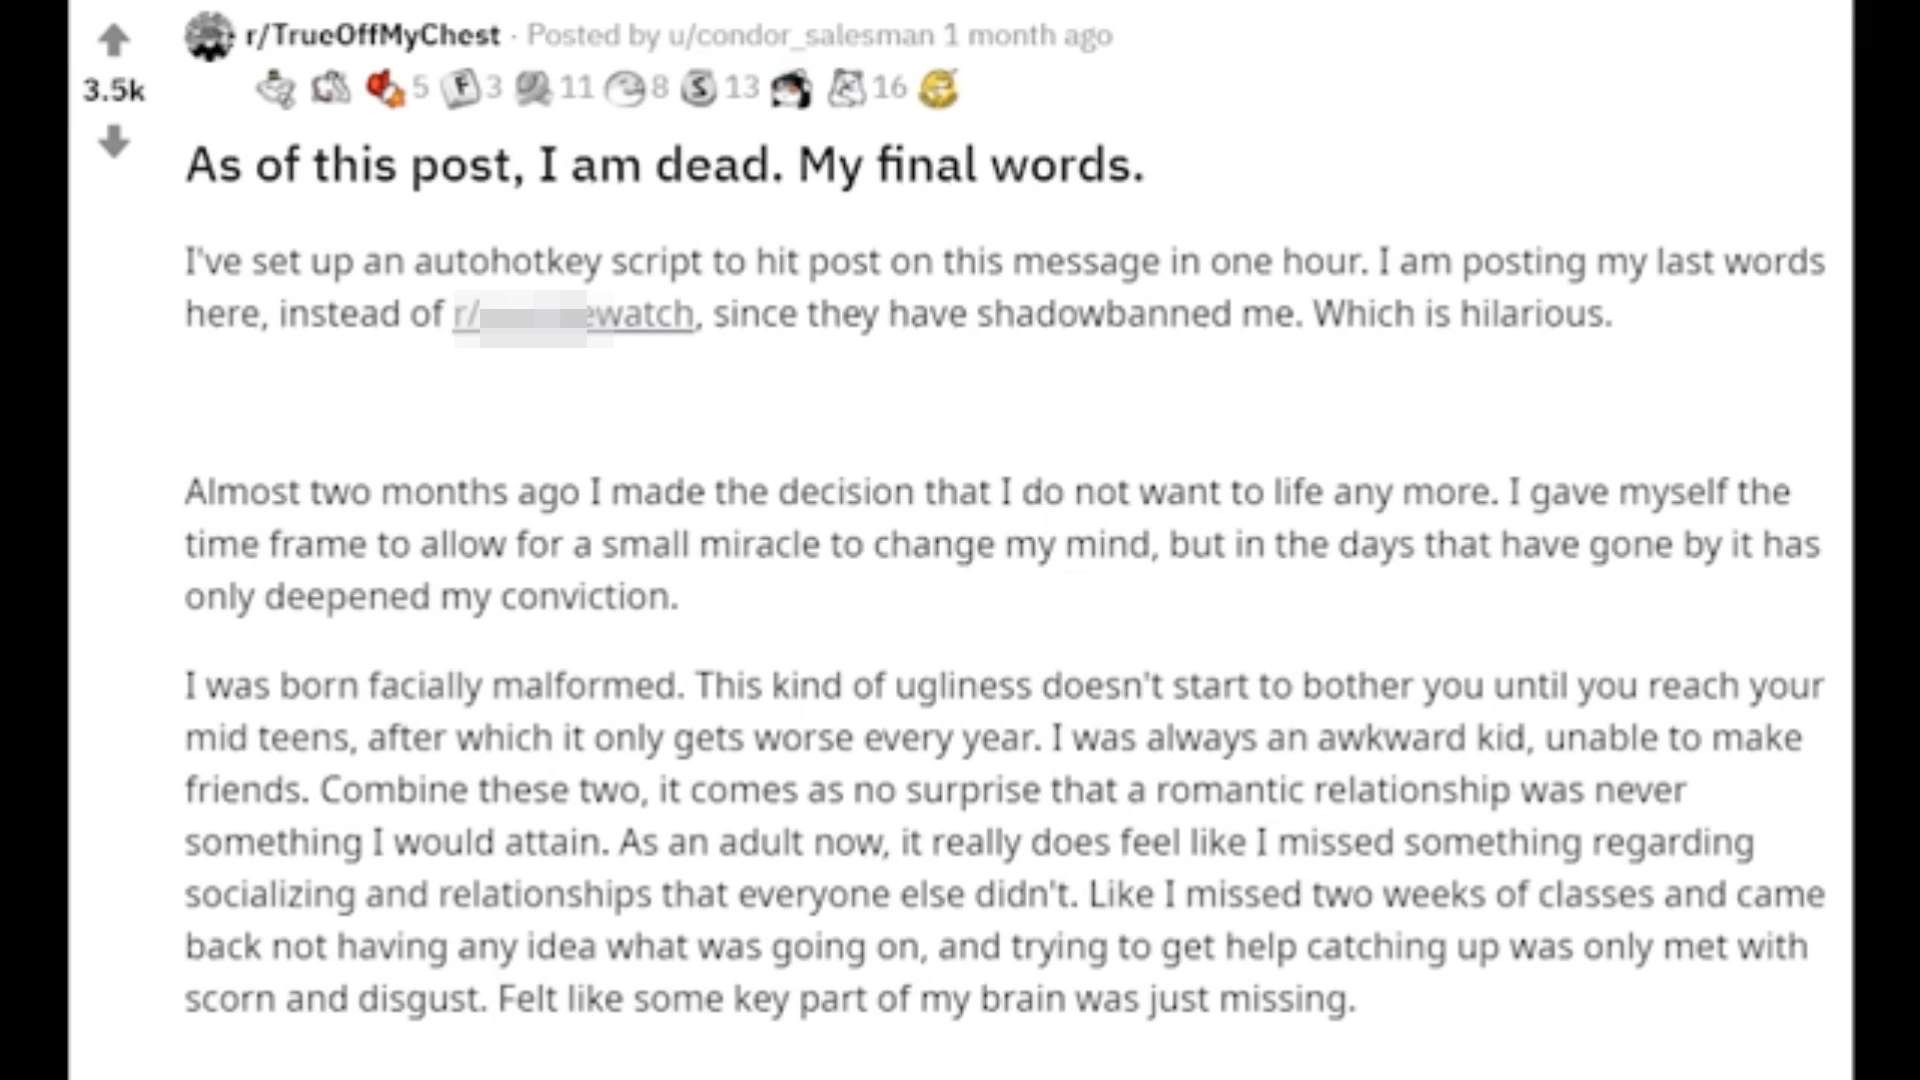 r/TrueOffMyChest · Posted by u/condor_salesman 1 month ago
3.5k
5 3 11 8 13 16
As of this post, I am dead. My final words.
I've set up an autohotkey script to hit post on this message in one hour. I am posting my last words
here, instead of r/ ewatch, since they have shadowbanned me. Which is hilarious.
Almost two months ago I made the decision that I do not want to life any more. I gave myself the
time frame to allow for a small miracle to change my mind, but in the days that have gone by it has
only deepened my conviction.
I was born facially malformed. This kind of ugliness doesn't start to bother you until you reach your
mid teens, after which it only gets worse every year. I was always an awkward kid, unable to make
friends. Combine these two, it comes as no surprise that a romantic relationship was never
something I would attain. As an adult now, it really does feel like I missed something regarding
socializing and relationships that everyone else didn't. Like I missed two weeks of classes and came
back not having any idea what was going on, and trying to get help catching up was only met with
scorn and disgust. Felt like some key part of my brain was just missing.